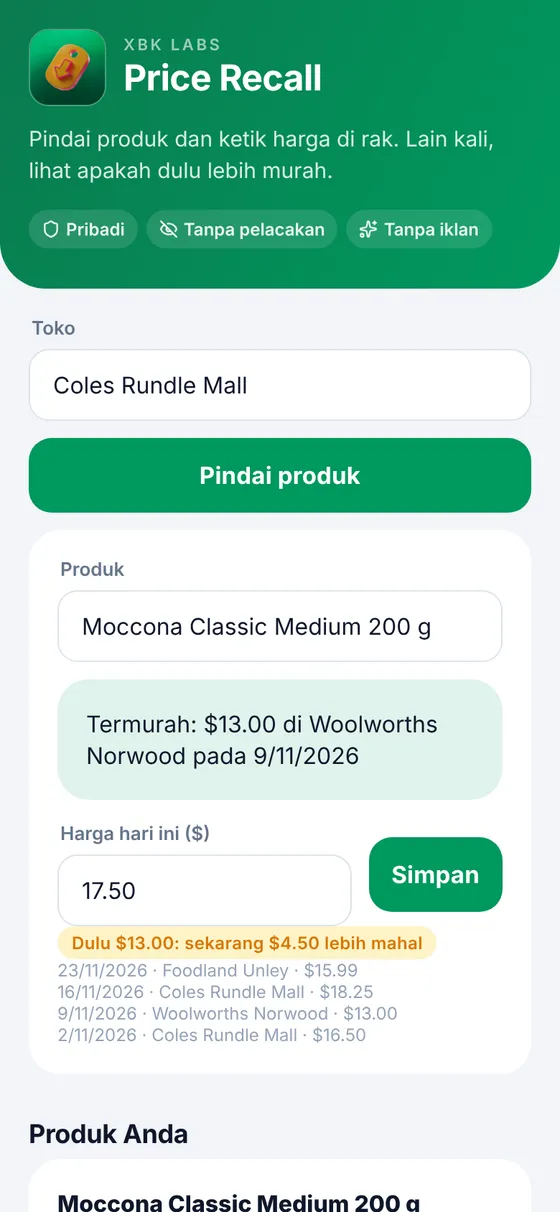 XBK LABS
Price Recall
Pindai produk dan ketik harga di rak. Lain kali,
lihat apakah dulu lebih murah.
Pribadi
Tanpa pelacakan
Tanpa iklan
Toko
Coles Rundle Mall
Pindai produk
Produk
Moccona Classic Medium 200 g
Termurah: $13.00 di Woolworths
Norwood pada 9/11/2026
Harga hari ini ($)
17.50
Simpan
Dulu $13.00: sekarang $4.50 lebih mahal
23/11/2026 · Foodland Unley · $15.99
16/11/2026 · Coles Rundle Mall · $18.25
9/11/2026 · Woolworths Norwood · $13.00
2/11/2026 · Coles Rundle Mall · $16.50
Produk Anda
Moccona Classic Medium 200 g